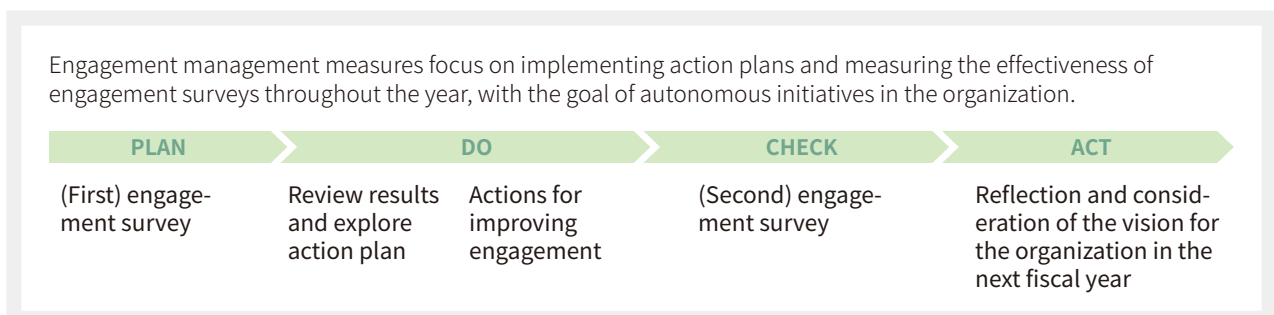 Engagement management measures focus on implementing action plans and measuring the effectiveness of
engagement surveys throughout the year, with the goal of autonomous initiatives in the organization.
PLAN
DO
CHECK
ACT
(First) engage-
ment survey
Review results
and explore
action plan
Actions for
improving
engagement
(Second) engage-
ment survey
Reflection and consid-
eration of the vision for
the organization in the
next fiscal year